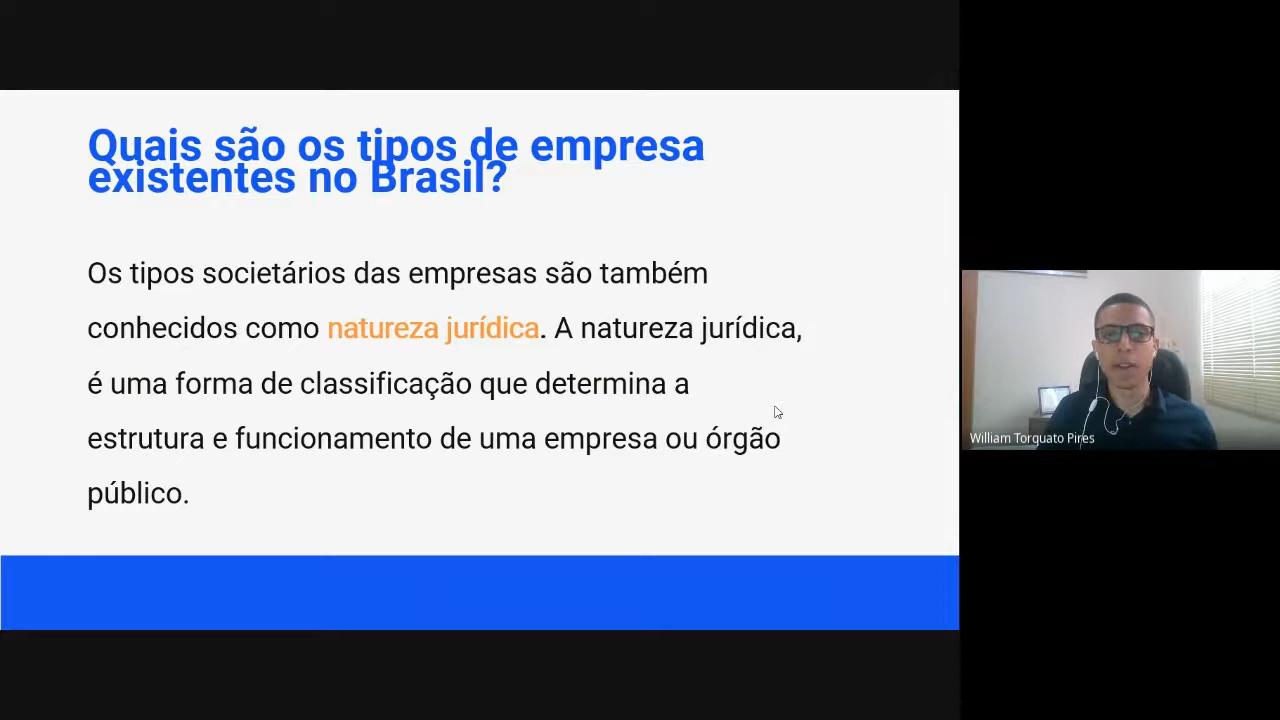 Quais são os tipos de empresa
existentes no Brasil?
Os tipos societários das empresas são também
conhecidos como natureza jurídica. A natureza jurídica,
é uma forma de classificação que determina a
estrutura e funcionamento de uma empresa ou órgão
público.
William Torquato Pires